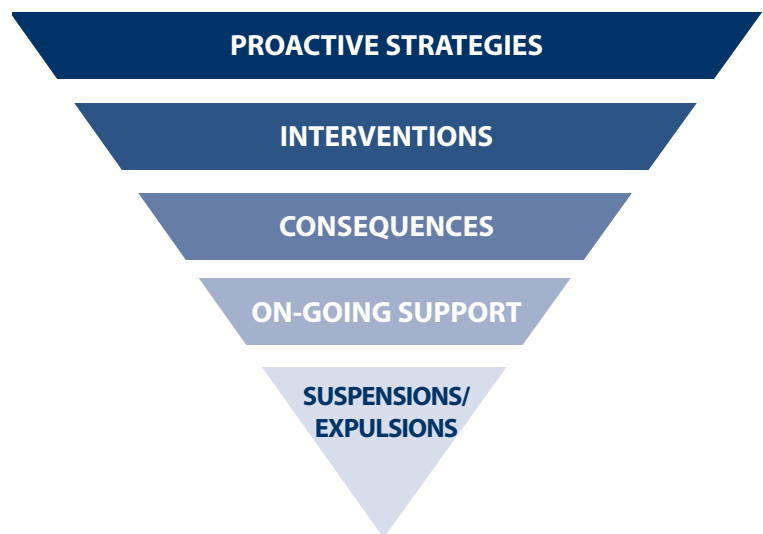 PROACTIVE STRATEGIES
INTERVENTIONS
CONSEQUENCES
ON-GOING SUPPORT
SUSPENSIONS/
EXPULSIONS